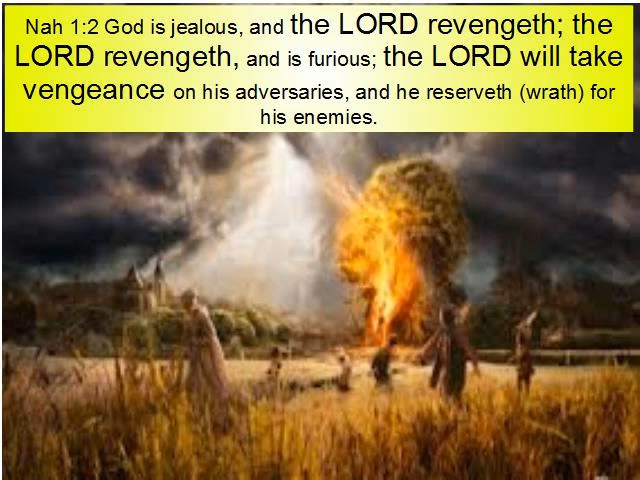 Nah 1:2 God is jealous, and the LORD revengeth; the
LORD revengeth, and is furious; the LORD will take
vengeance on his adversaries, and he reserveth (wrath) for
his enemies.